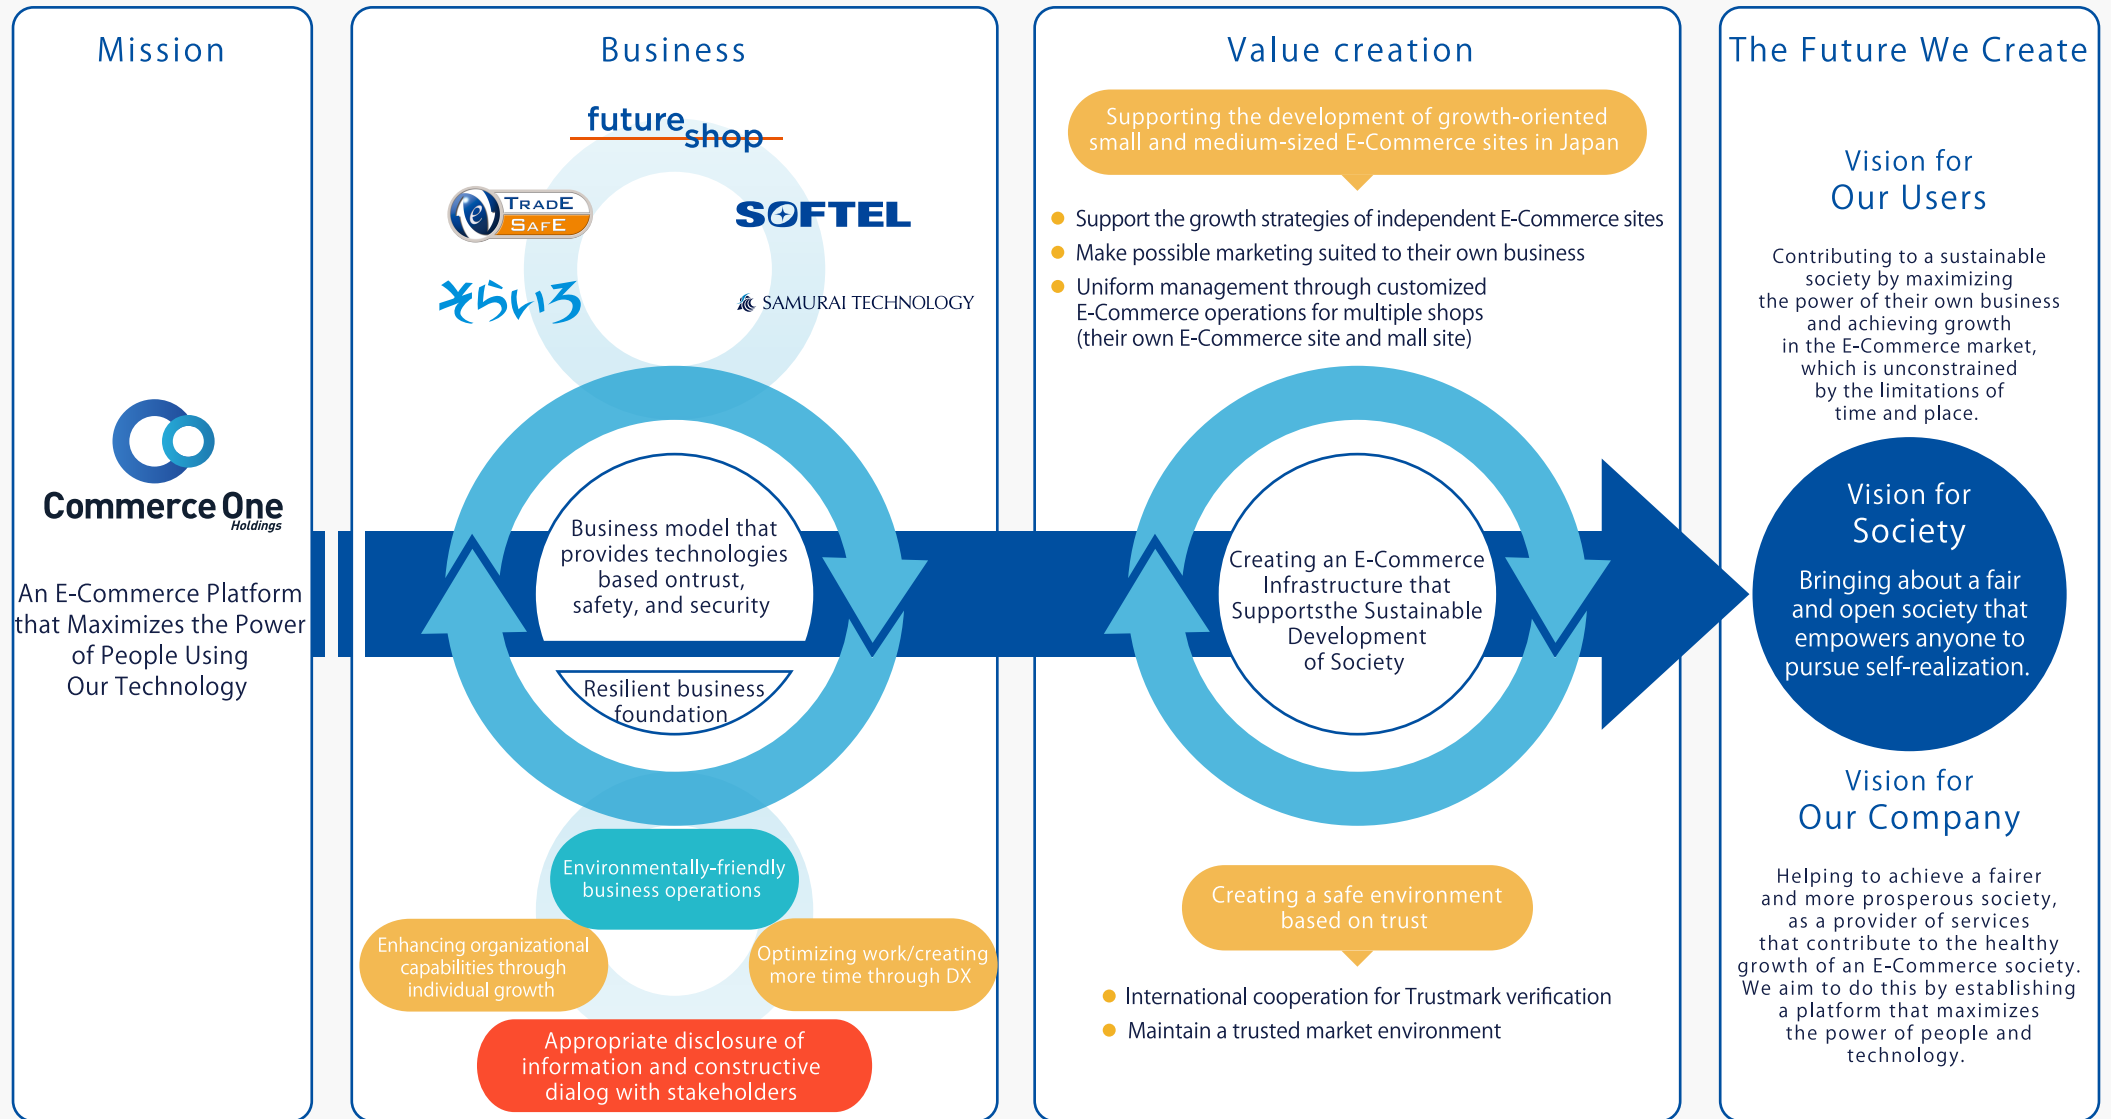 Mission
Commerce One
Holdings
An E-Commerce Platform
that Maximizes the Power
of People Using
Our Technology
Business
future
shop
e
TRADE
SAFE
SOFTEL
そらいろ
SAMURAI TECHNOLOGY
Business model that
provides technologies
based ontrust,
safety, and security
Resilient business
foundation
Environmentally-friendly
business operations
Enhancing organizational
capabilities through
individual growth
Optimizing work/creating
more time through DX
Appropriate disclosure of
information and constructive
dialog with stakeholders
Value creation
Supporting the development of growth-oriented
small and medium-sized E-Commerce sites in Japan
Support the growth strategies of independent E-Commerce sites
Make possible marketing suited to their own business
Uniform management through customized
E-Commerce operations for multiple shops
(their own E-Commerce site and mall site)
Creating an E-Commerce
Infrastructure that
Supportsthe Sustainable
Development
of Society
Creating a safe environment
based on trust
International cooperation for Trustmark verification
Maintain a trusted market environment
The Future We Create
Vision for
Our Users
Contributing to a sustainable
society by maximizing
the power of their own business
and achieving growth
in the E-Commerce market,
which is unconstrained
by the limitations of
time and place.
Vision for
Society
Bringing about a fair
and open society that
empowers anyone to
pursue self-realization.
Vision for
Our Company
Helping to achieve a fairer
and more prosperous society,
as a provider of services
that contribute to the healthy
growth of an E-Commerce society.
We aim to do this by establishing
a platform that maximizes
the power of people and
technology.